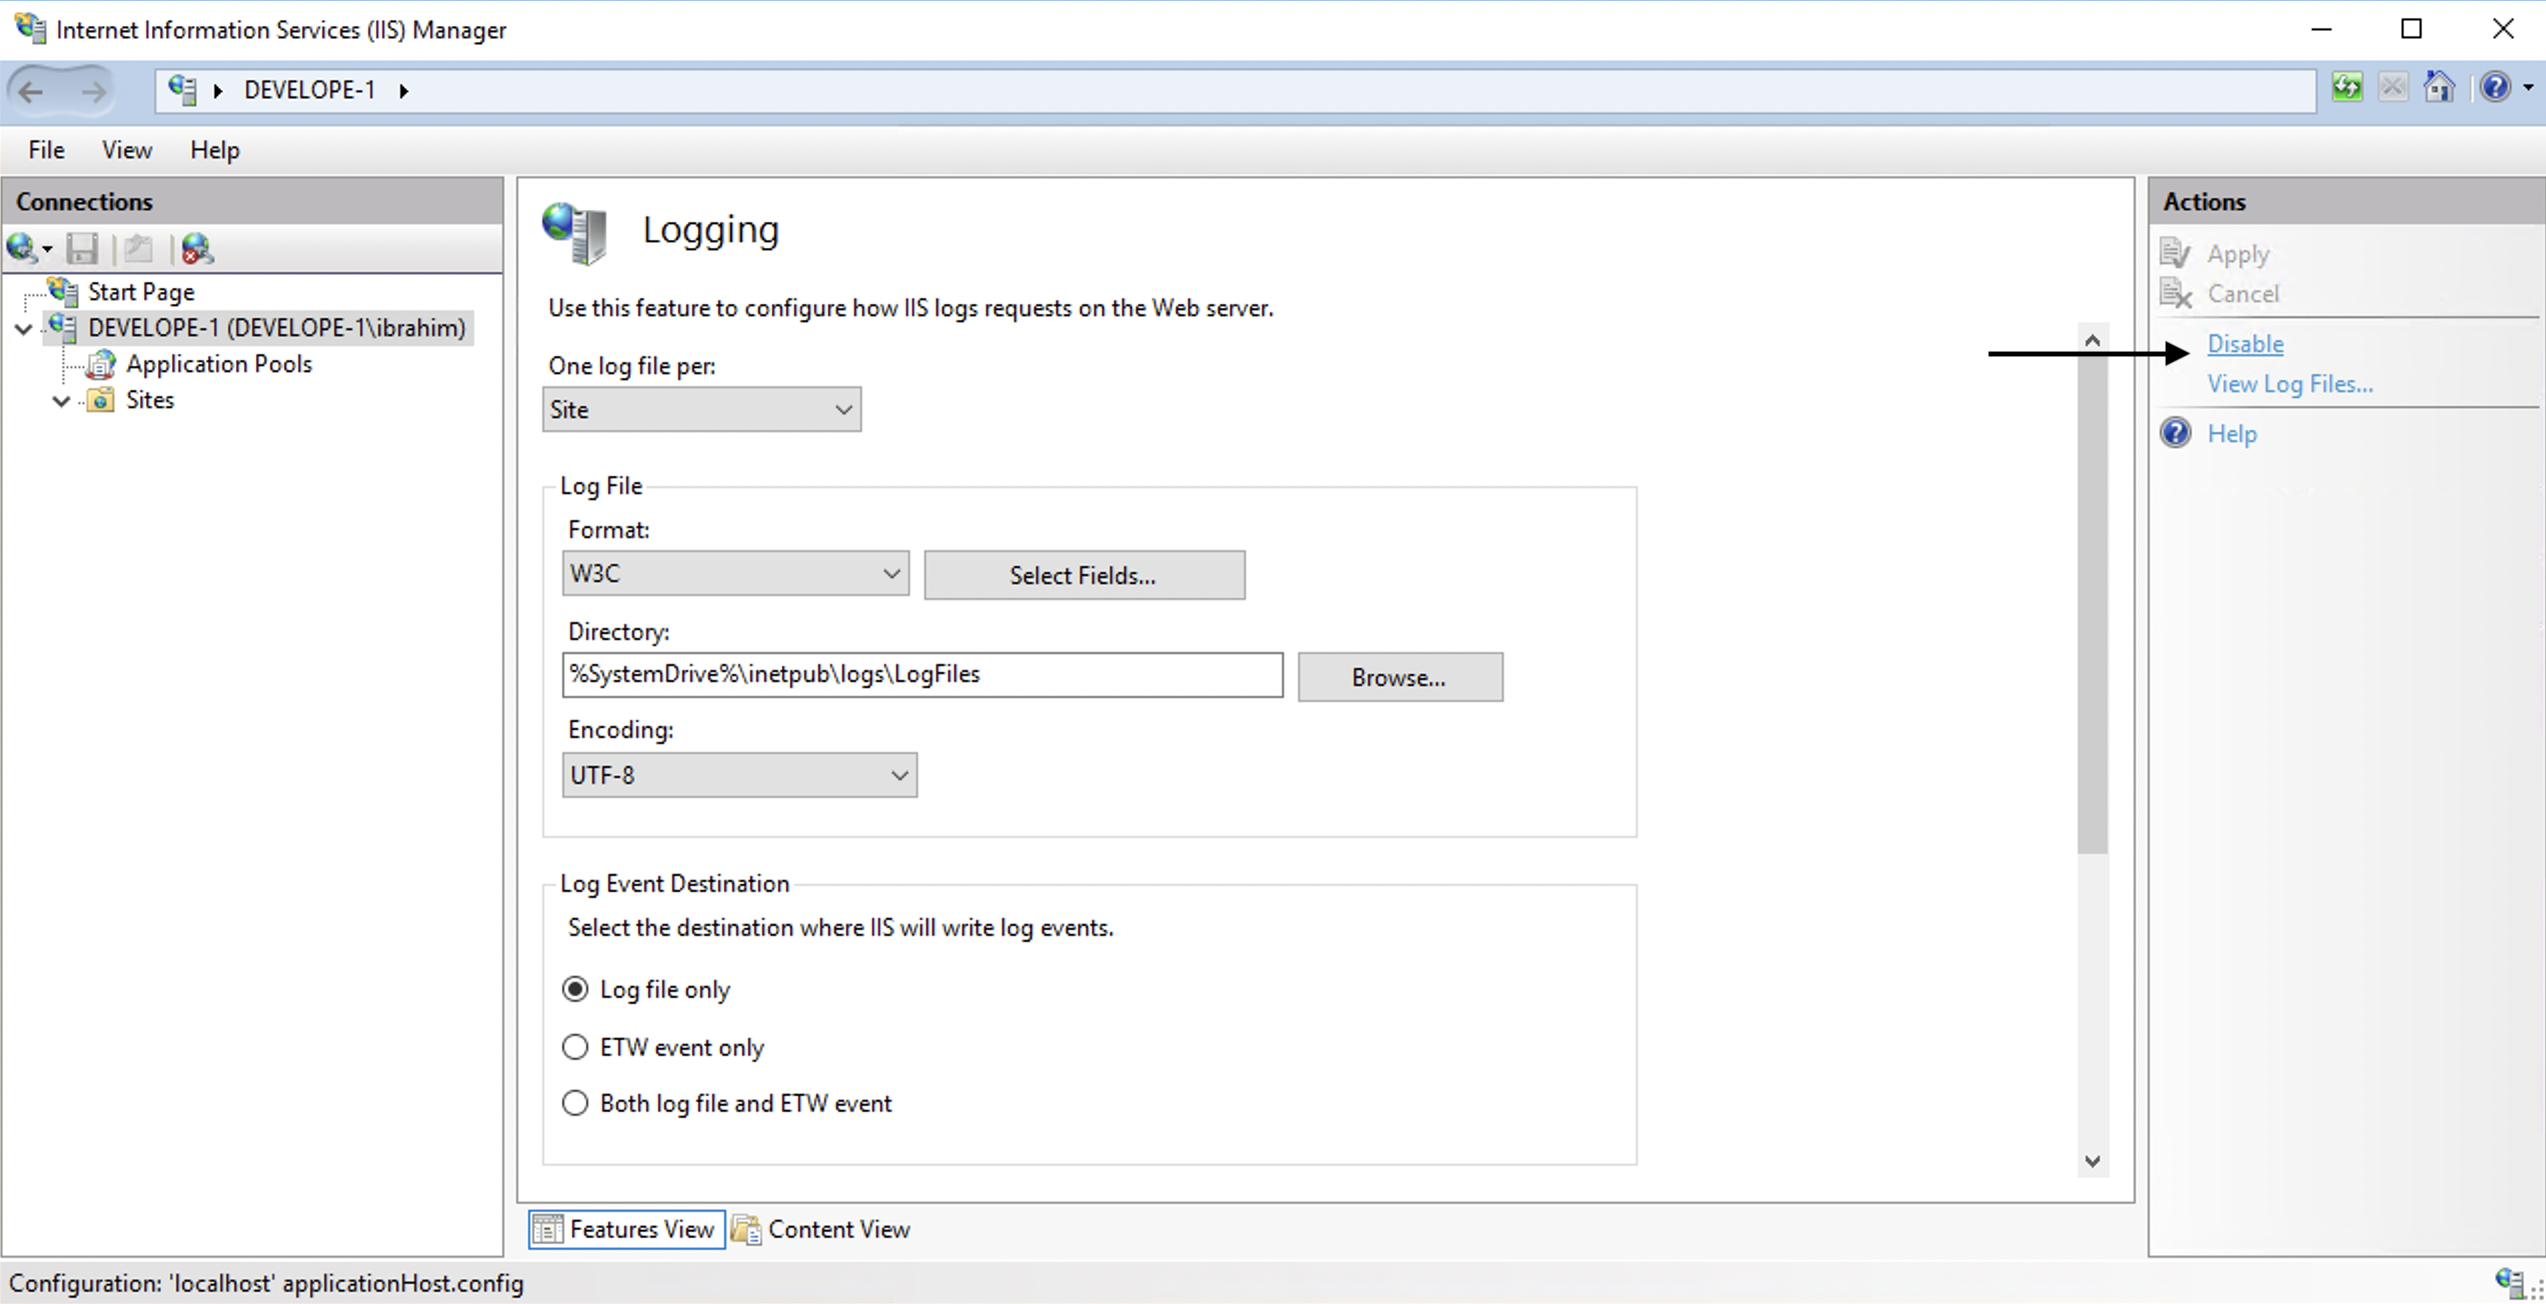 Internet Information Services (IIS) Manager
DEVELOPE-1
File View Help
Connections
Start Page
DEVELOPE-1 (DEVELOPE-1\ibrahim)
Application Pools
Sites
Logging
Use this feature to configure how IIS logs requests on the Web server.
One log file per:
Site
Log File
Format:
W3C
Select Fields...
Directory:
%SystemDrive%\inetpub\logs\LogFiles
Browse...
Encoding:
UTF-8
Log Event Destination
Select the destination where IIS will write log events.
Log file only
ETW event only
Both log file and ETW event
Features View
Content View
Actions
Apply
Cancel
Disable
View Log Files...
Help
Configuration: 'localhost' applicationHost.config